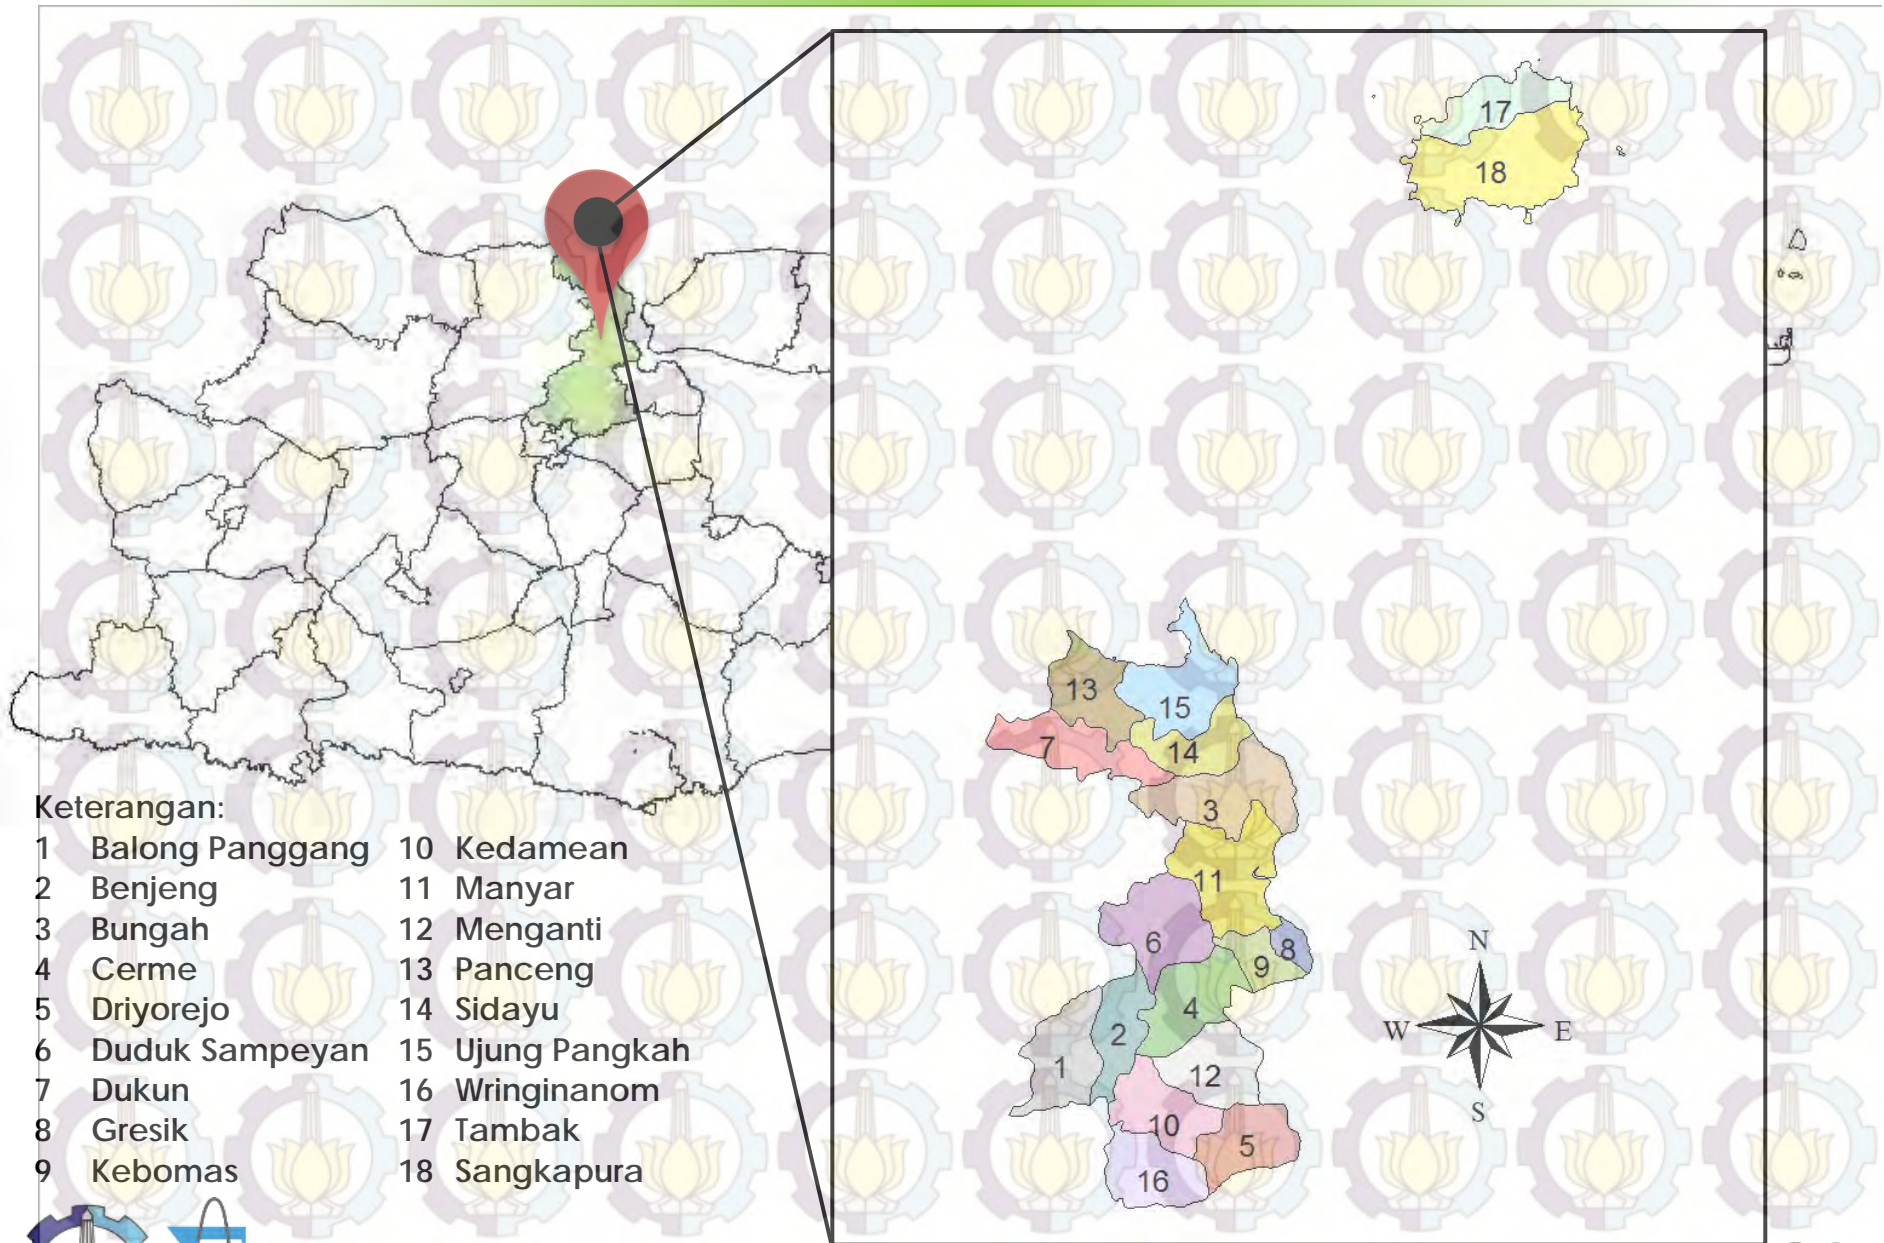 17
18
13
15
7
14
3
11
6
8
9
4
2
1
12
10
5
16
N
W
E
S
Keterangan:
1 Balong Panggang
2 Benjeng
3 Bungah
4 Cerme
5 Driyorejo
6 Duduk Sampeyan
7 Dukun
8 Gresik
9 Kebomas
10 Kedamean
11 Manyar
12 Menganti
13 Panceng
14 Sidayu
15 Ujung Pangkah
16 Wringinanom
17 Tambak
18 Sangkapura